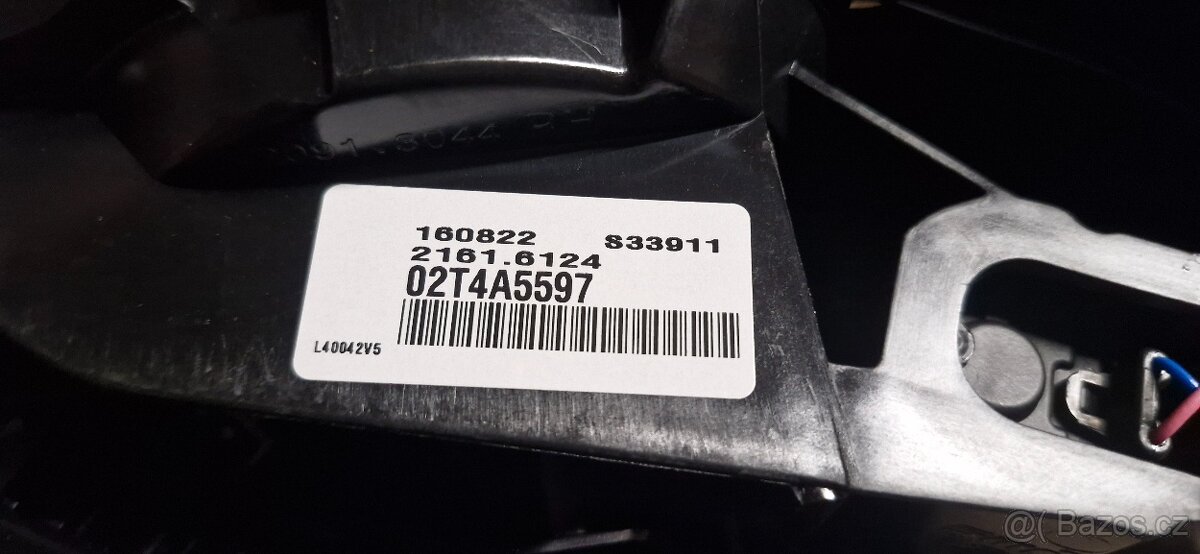 160822 S33911
2161.6124
02T4A5597
L40042V5
@( Bazos.cz